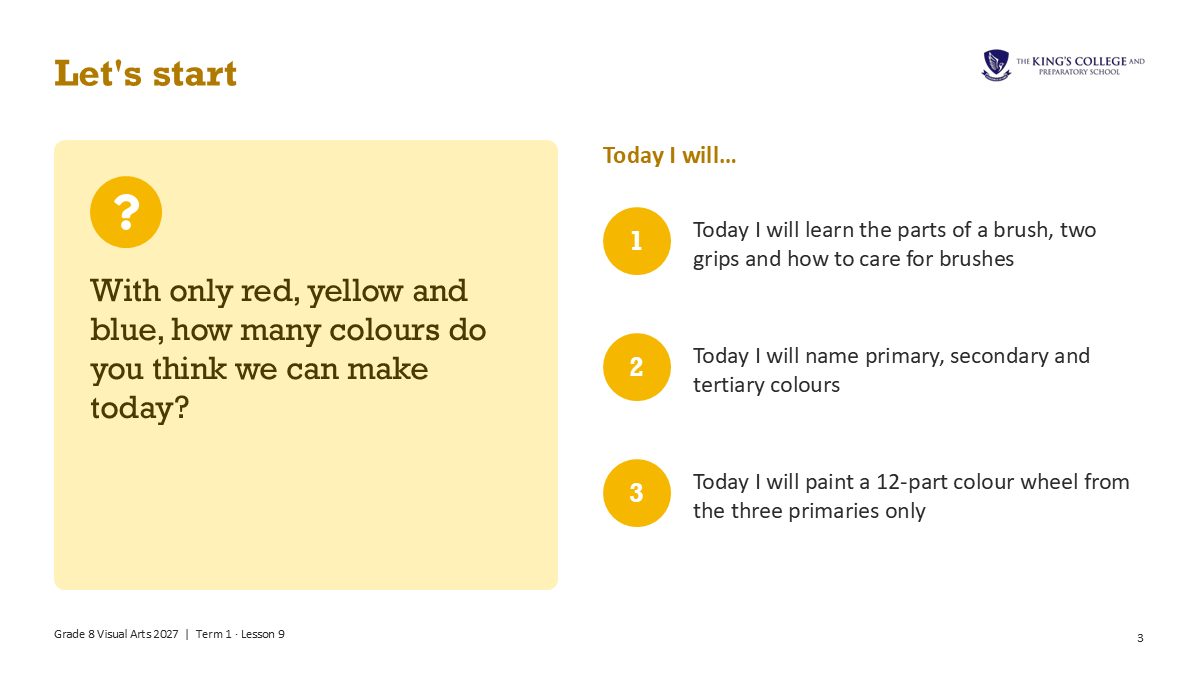 Let's start
THE KING'S COLLEGE AND
PREPARATORY SCHOOL
?
With only red, yellow and
blue, how many colours do
you think we can make
today?
Today I will...
1
Today I will learn the parts of a brush, two
grips and how to care for brushes
2
Today I will name primary, secondary and
tertiary colours
3
Today I will paint a 12-part colour wheel from
the three primaries only
Grade 8 Visual Arts 2027 | Term 1 · Lesson 9
3